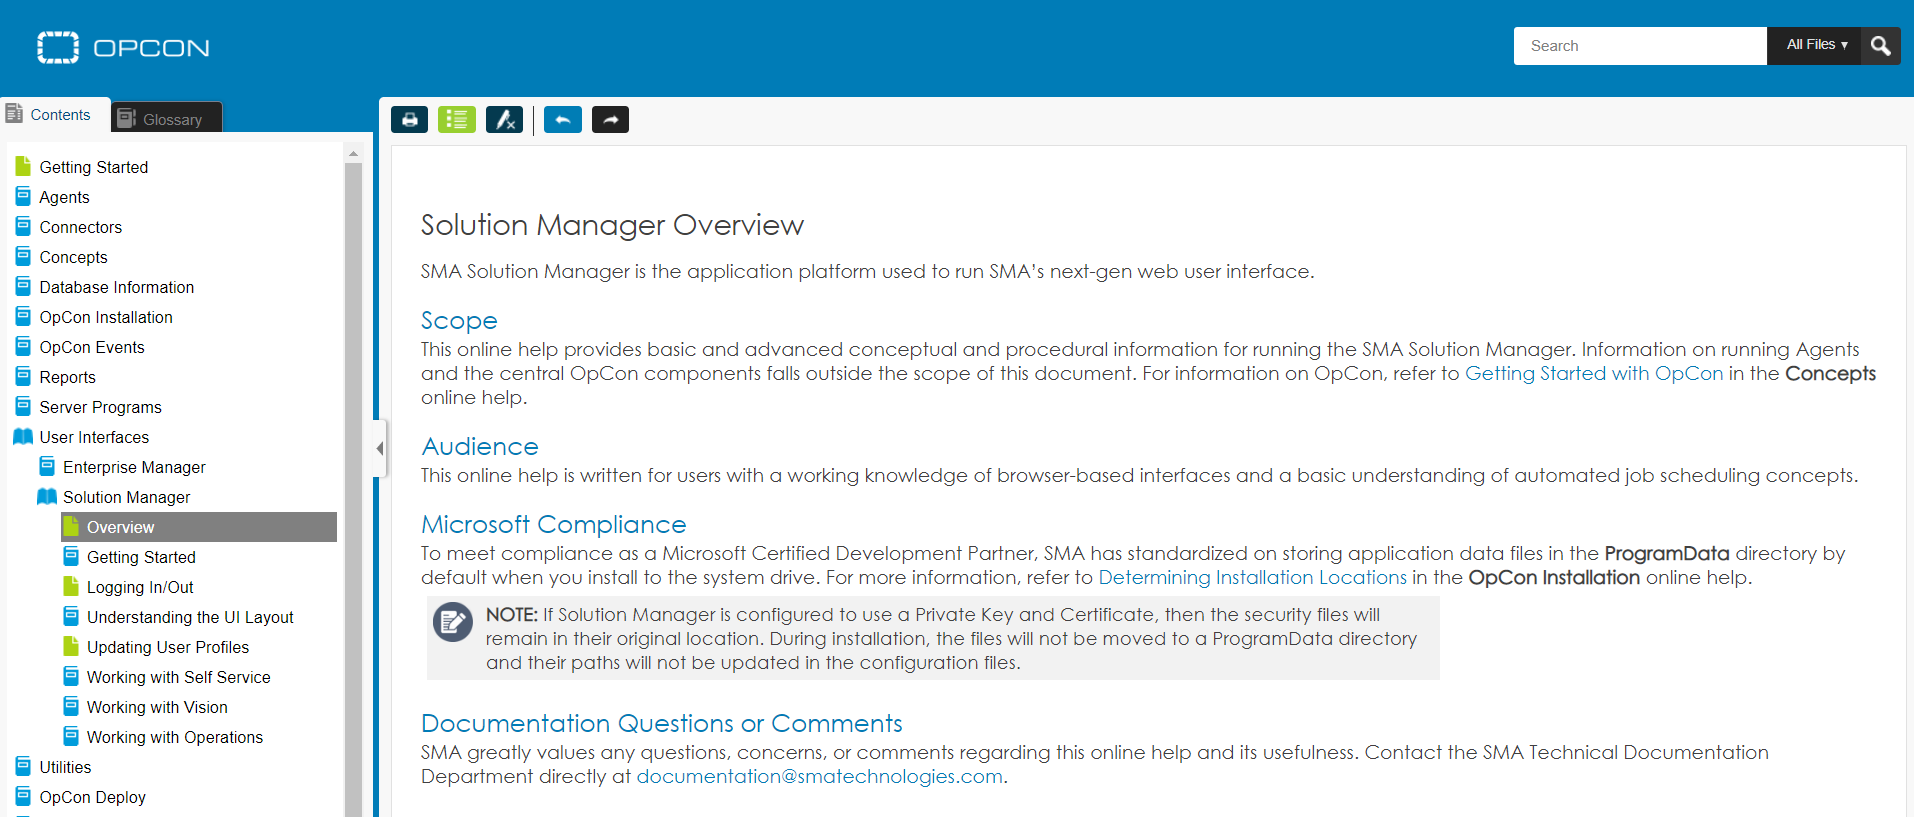 OPCON
Search
All Files ▾
Contents
Glossary
Getting Started
Agents
Connectors
Concepts
Database Information
OpCon Installation
OpCon Events
Reports
Server Programs
User Interfaces
Enterprise Manager
Solution Manager
Overview
Getting Started
Logging In/Out
Understanding the UI Layout
Updating User Profiles
Working with Self Service
Working with Vision
Working with Operations
Utilities
OpCon Deploy
Solution Manager Overview
SMA Solution Manager is the application platform used to run SMA’s next-gen web user interface.
Scope
This online help provides basic and advanced conceptual and procedural information for running the SMA Solution Manager. Information on running Agents
and the central OpCon components falls outside the scope of this document. For information on OpCon, refer to Getting Started with OpCon in the Concepts
online help.
Audience
This online help is written for users with a working knowledge of browser-based interfaces and a basic understanding of automated job scheduling concepts.
Microsoft Compliance
To meet compliance as a Microsoft Certified Development Partner, SMA has standardized on storing application data files in the ProgramData directory by
default when you install to the system drive. For more information, refer to Determining Installation Locations in the OpCon Installation online help.
NOTE: If Solution Manager is configured to use a Private Key and Certificate, then the security files will
remain in their original location. During installation, the files will not be moved to a ProgramData directory
and their paths will not be updated in the configuration files.
Documentation Questions or Comments
SMA greatly values any questions, concerns, or comments regarding this online help and its usefulness. Contact the SMA Technical Documentation
Department directly at documentation@smatechnologies.com.